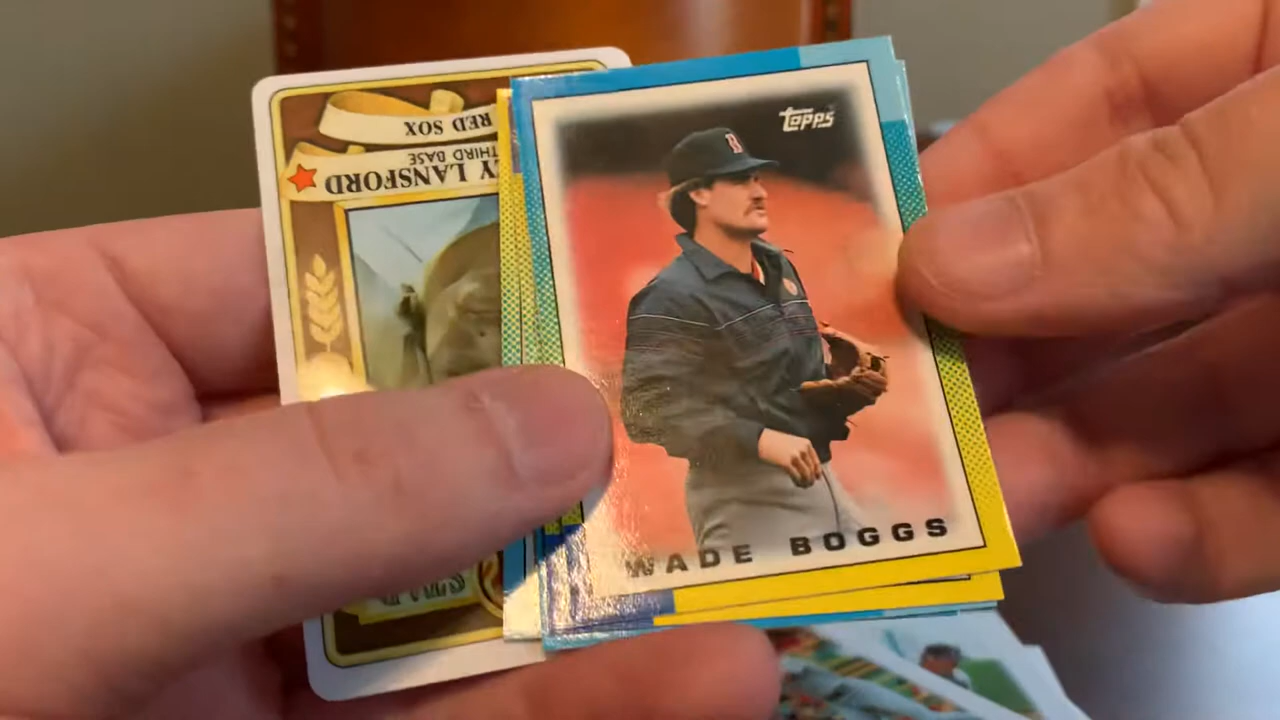 RED SOX
THIRD BASE
Y LANSFORD
Topps
B
WADE BOGGS